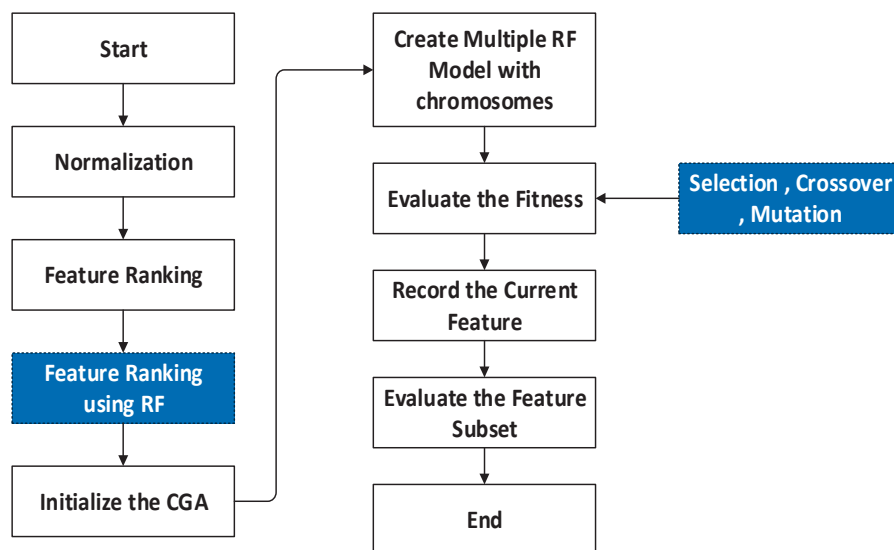 Start
Normalization
Feature Ranking
Feature Ranking
using RF
Initialize the CGA
Create Multiple RF
Model with
chromosomes
Evaluate the Fitness
Selection , Crossover
, Mutation
Record the Current
Feature
Evaluate the Feature
Subset
End